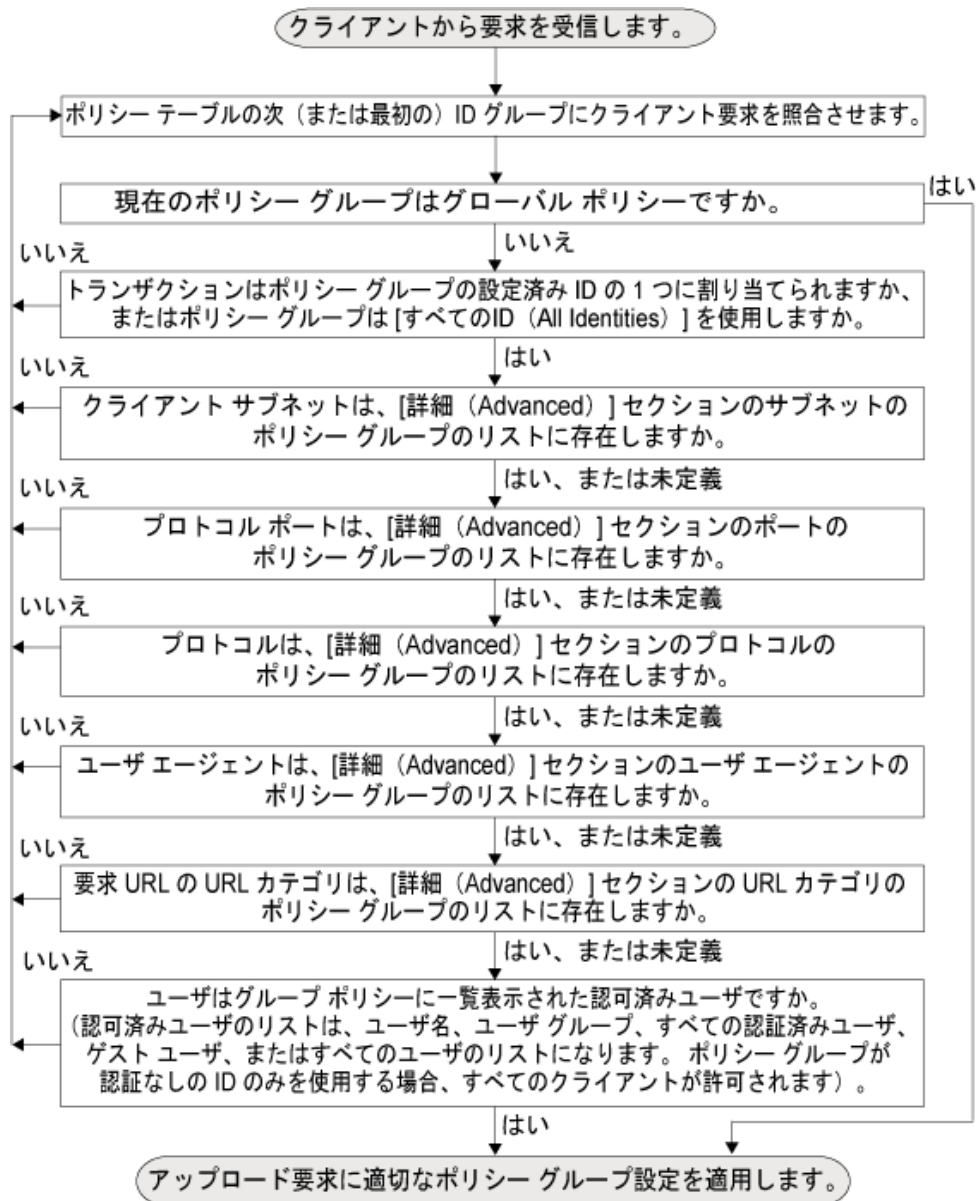 クライアントから要求を受信します。
ポリシー テーブルの次（または最初の）ID グループにクライアント要求を照合させます。
現在のポリシー グループはグローバル ポリシーですか。
はい
いいえ
いいえ
トランザクションはポリシー グループの設定済み ID の 1 つに割り当てられますか、
またはポリシー グループは [すべてのID（All Identities）] を使用しますか。
はい
いいえ
クライアント サブネットは、[詳細（Advanced）] セクションのサブネットの
ポリシー グループのリストに存在しますか。
はい、または未定義
いいえ
プロトコル ポートは、[詳細（Advanced）] セクションのポートの
ポリシー グループのリストに存在しますか。
はい、または未定義
いいえ
プロトコルは、[詳細（Advanced）] セクションのプロトコルの
ポリシー グループのリストに存在しますか。
はい、または未定義
いいえ
ユーザ エージェントは、[詳細（Advanced）] セクションのユーザ エージェントの
ポリシー グループのリストに存在しますか。
はい、または未定義
いいえ
要求 URL の URL カテゴリは、[詳細（Advanced）] セクションの URL カテゴリの
ポリシー グループのリストに存在しますか。
はい、または未定義
いいえ
ユーザはグループ ポリシーに一覧表示された認可済みユーザですか。
（認可済みユーザのリストは、ユーザ名、ユーザ グループ、すべての認証済みユーザ、
ゲスト ユーザ、またはすべてのユーザのリストになります。 ポリシー グループが
認証なしの ID のみを使用する場合、すべてのクライアントが許可されます）。
はい
アップロード要求に適切なポリシー グループ設定を適用します。